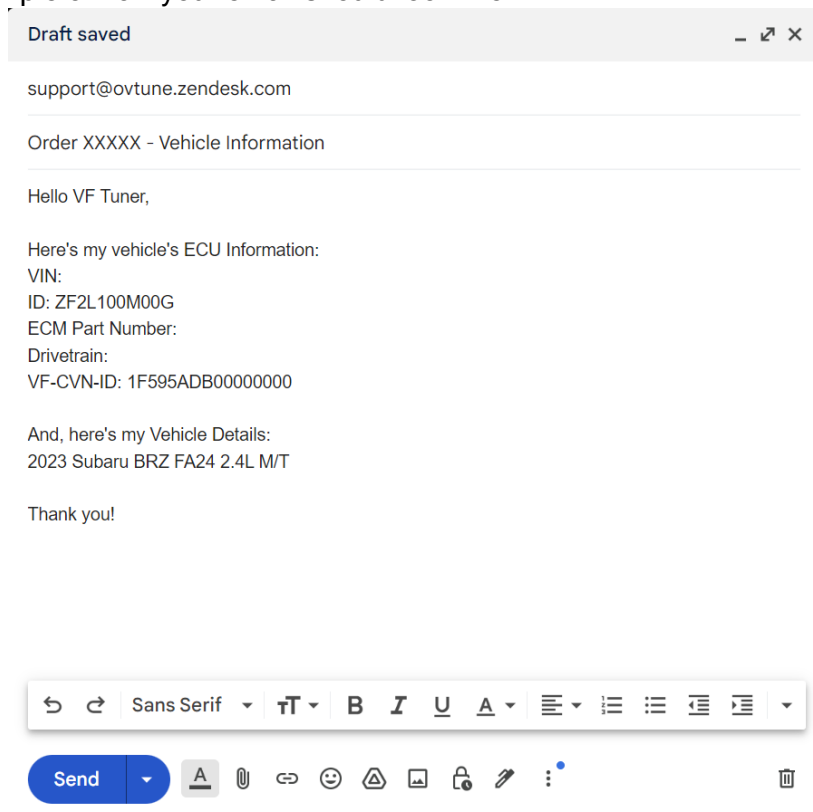 Draft saved
support@ovtune.zendesk.com
Order XXXXX - Vehicle Information
Hello VF Tuner,
Here's my vehicle's ECU Information:
VIN:
ID: ZF2L100M00G
ECM Part Number:
Drivetrain:
VF-CVN-ID: 1F595ADB00000000
And, here's my Vehicle Details:
2023 Subaru BRZ FA24 2.4L M/T
Thank you!
Sans Serif
Send